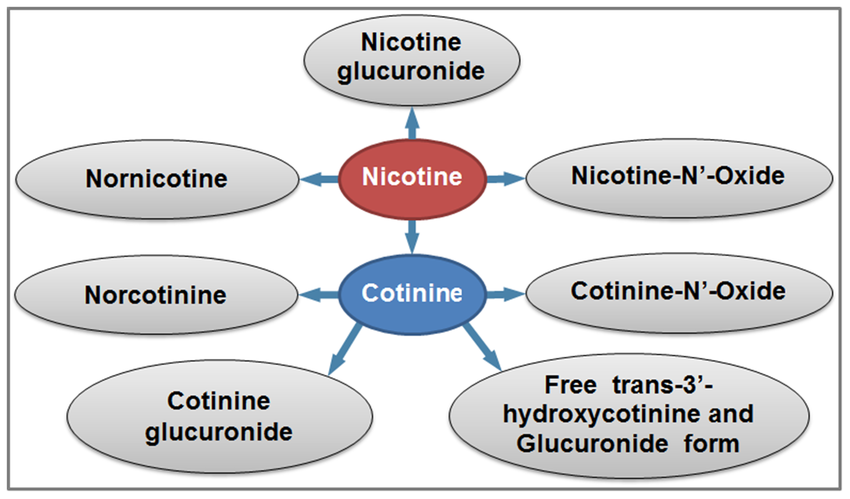 Nicotine
glucuronide
Nornicotine
Nicotine
Nicotine-N’-Oxide
Norcotinine
Cotinine
Cotinine-N’-Oxide
Cotinine
glucuronide
Free trans-3’-
hydroxycotinine and
Glucuronide form